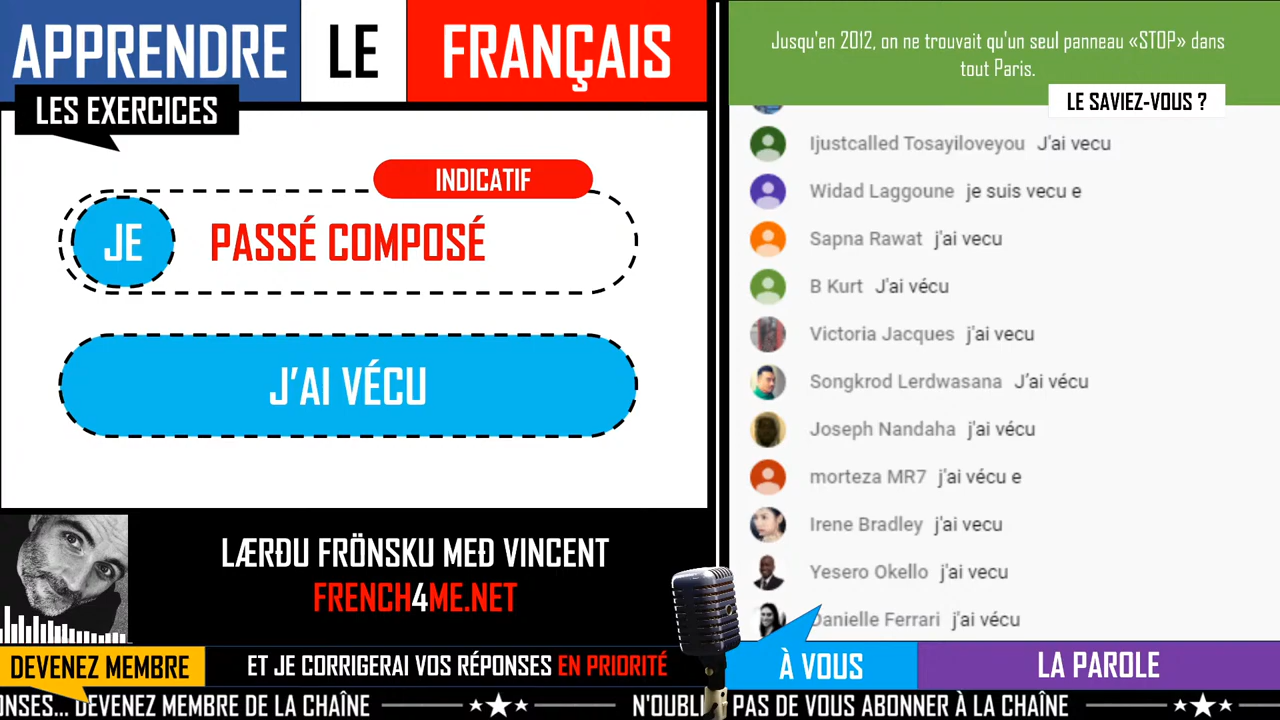 APPRENDRE LE FRANÇAIS
LES EXERCICES
INDICATIF
JE PASSÉ COMPOSÉ
J'AI VÉCU
LÆRÐU FRÖNSKU MEÐ VINCENT
FRENCH4ME.NET
DEVENEZ MEMBRE
ET JE CORRIGERAI VOS RÉPONSES EN PRIORITÉ
Jusqu'en 2012, on ne trouvait qu'un seul panneau «STOP» dans
tout Paris.
LE SAVIEZ-VOUS ?
Ijustcalled Tosayiloveyou J'ai vecu
Widad Laggoune je suis vecu e
Sapna Rawat j'ai vecu
B Kurt J'ai vécu
Victoria Jacques j'ai vecu
Songkrod Lerdwasana J'ai vécu
Joseph Nandaha j'ai vécu
morteza MR7 j'ai vécu e
Irene Bradley j'ai vecu
Yesero Okello j'ai vecu
Danielle Ferrari j'ai vécu
À VOUS LA PAROLE
ONSES... DEVENEZ MEMBRE DE LA CHAÎNE N'OUBLI PAS DE VOUS ABONNER À LA CHAÎNE